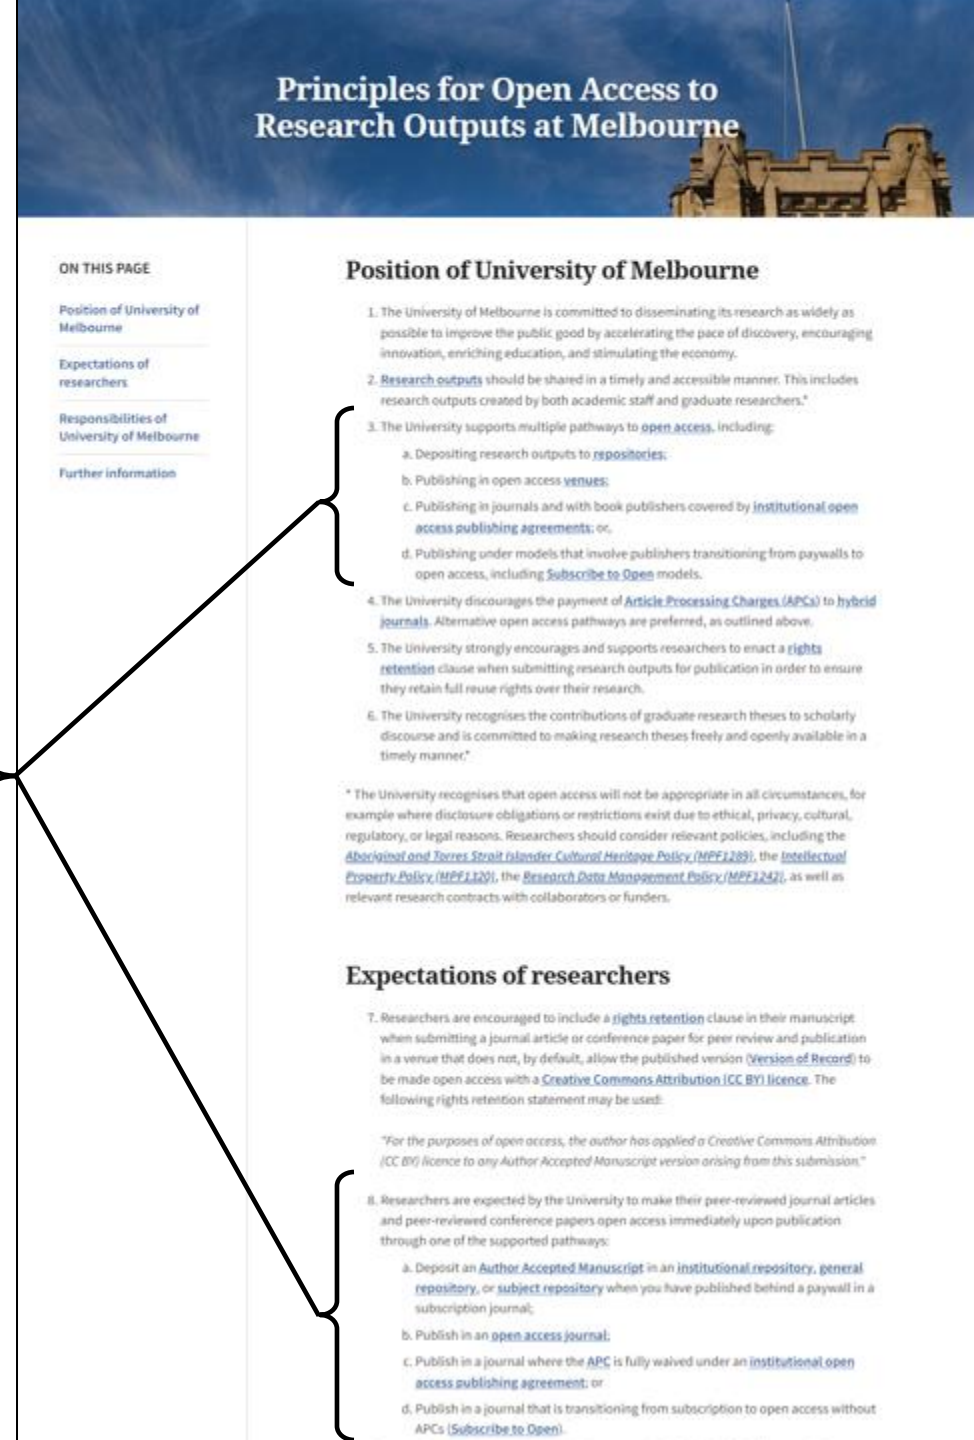 Principles for Open Access to
Research Outputs at Melbourne
ON THIS PAGE
Position of University of
Melbourne
Expectations of
researchers
Responsibilities of
University of Melbourne
Further information
Position of University of Melbourne
1. The University of Melbourne is committed to disseminating its research as widely as
possible to improve the public good by accelerating the pace of discovery, encouraging
innovation, enriching education, and stimulating the economy.
2. Research outputs should be shared in a timely and accessible manner. This includes
research outputs created by both academic staff and graduate researchers.*
3. The University supports multiple pathways to open access, including:
a. Depositing research outputs to repositories;
b. Publishing in open access venues;
c. Publishing in journals and with book publishers covered by institutional open
access publishing agreements; or,
d. Publishing under models that involve publishers transitioning from paywalls to
open access, including Subscribe to Open models.
4. The University discourages the payment of Article Processing Charges (APCs) to hybrid
journals. Alternative open access pathways are preferred, as outlined above.
5. The University strongly encourages and supports researchers to enact a rights
retention clause when submitting research outputs for publication in order to ensure
they retain full reuse rights over their research.
6. The University recognises the contributions of graduate research theses to scholarly
discourse and is committed to making research theses freely and openly available in a
timely manner.*
* The University recognises that open access will not be appropriate in all circumstances, for
example where disclosure obligations or restrictions exist due to ethical, privacy, cultural,
regulatory, or legal reasons. Researchers should consider relevant policies, including the
Aboriginal and Torres Strait Islander Cultural Heritage Policy (MPF1289), the Intellectual
Property Policy (MPF1320), the Research Data Management Policy (MPF1242), as well as
relevant research contracts with collaborators or funders.
Expectations of researchers
7. Researchers are encouraged to include a rights retention clause in their manuscript
when submitting a journal article or conference paper for peer review and publication
in a venue that does not, by default, allow the published version (Version of Record) to
be made open access with a Creative Commons Attribution (CC BY) licence. The
following rights retention statement may be used:
"For the purposes of open access, the author has applied a Creative Commons Attribution
(CC BY) licence to any Author Accepted Manuscript version arising from this submission."
8. Researchers are expected by the University to make their peer-reviewed journal articles
and peer-reviewed conference papers open access immediately upon publication
through one of the supported pathways:
a. Deposit an Author Accepted Manuscript in an institutional repository, general
repository, or subject repository when you have published behind a paywall in a
subscription journal;
b. Publish in an open access journal;
c. Publish in a journal where the APC is fully waived under an institutional open
access publishing agreement; or
d. Publish in a journal that is transitioning from subscription to open access without
APCs (Subscribe to Open).